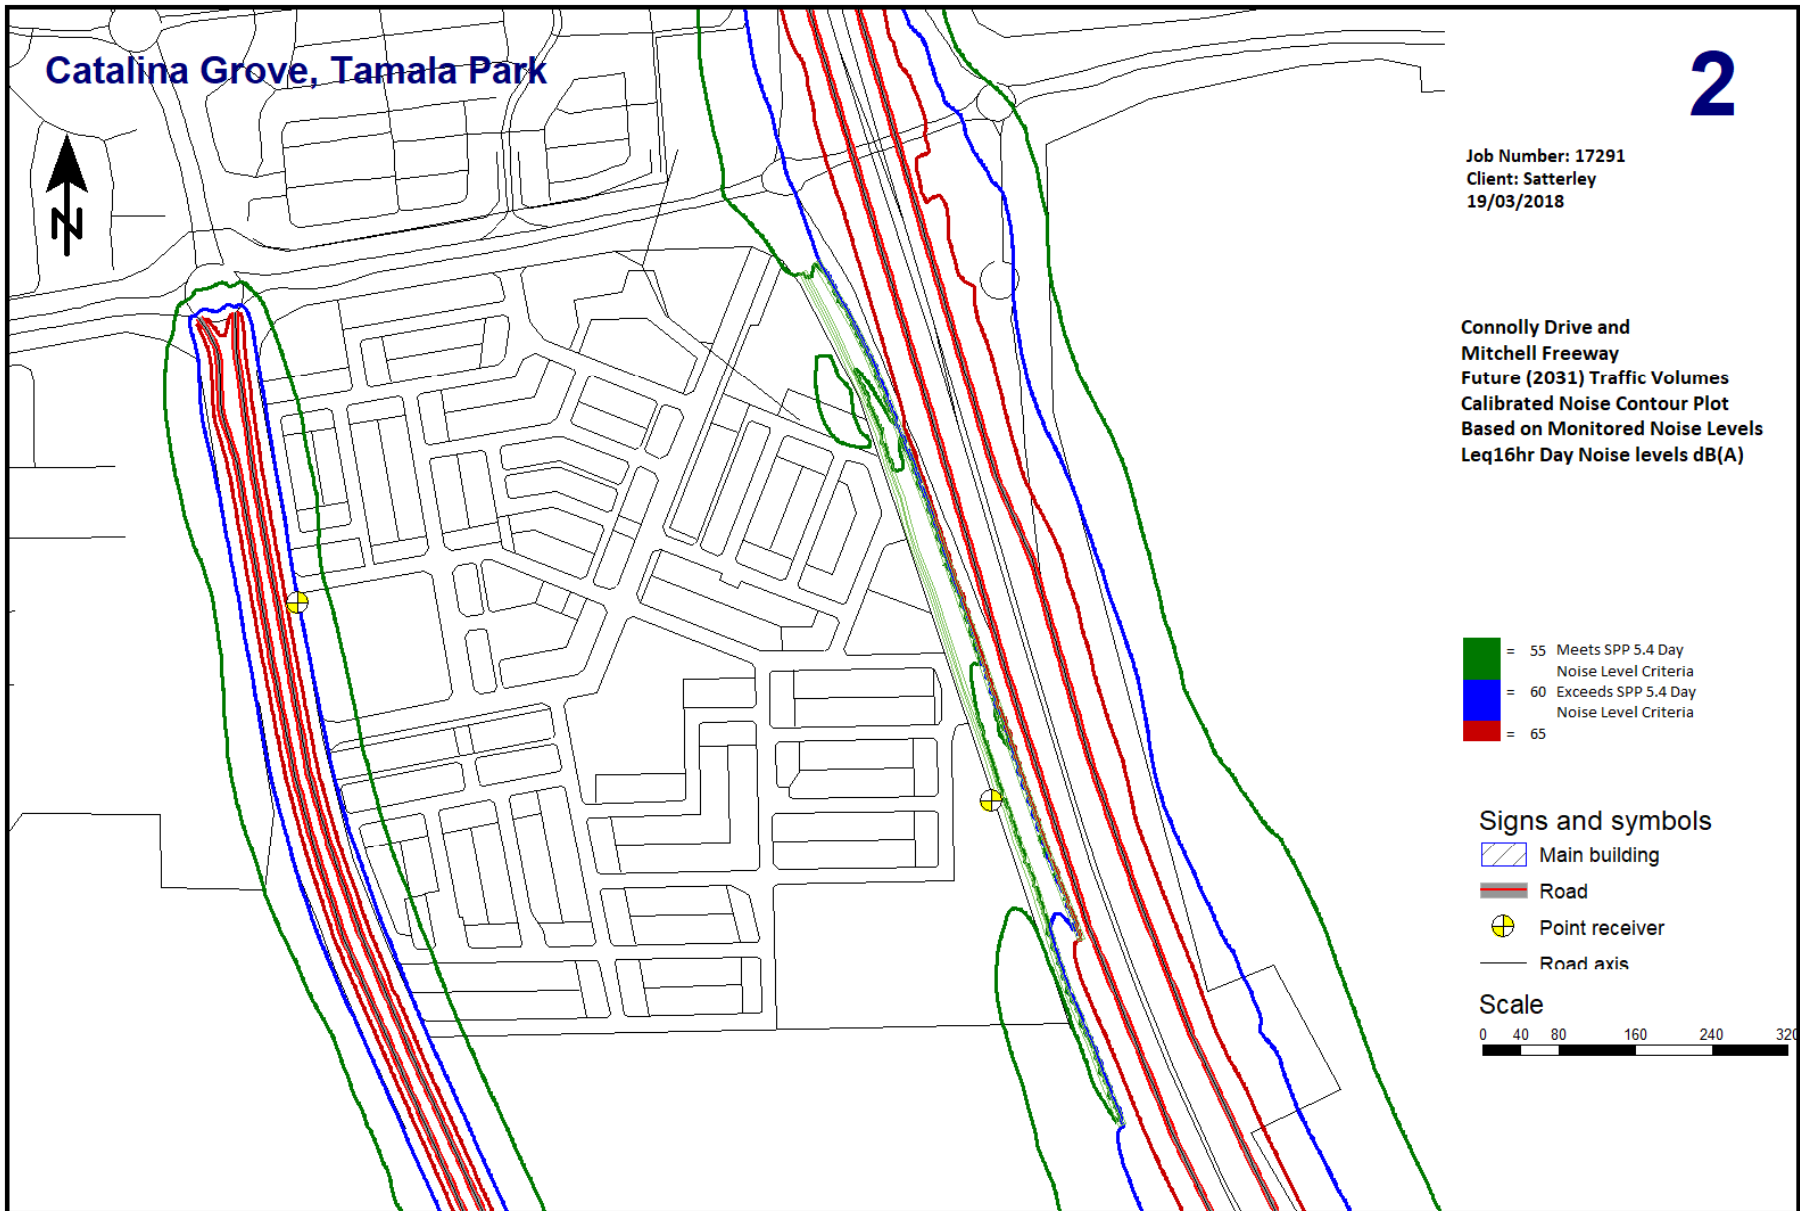 Catalina Grove, Tamala Park
2
N
Job Number: 17291
Client: Satterley
19/03/2018
Connolly Drive and
Mitchell Freeway
Future (2031) Traffic Volumes
Calibrated Noise Contour Plot
Based on Monitored Noise Levels
Leq16hr Day Noise levels dB(A)
= 55 Meets SPP 5.4 Day
Noise Level Criteria
= 60 Exceeds SPP 5.4 Day
Noise Level Criteria
= 65
Signs and symbols
Main building
Road
Point receiver
Road axis
Scale
0 40 80 160 240 320